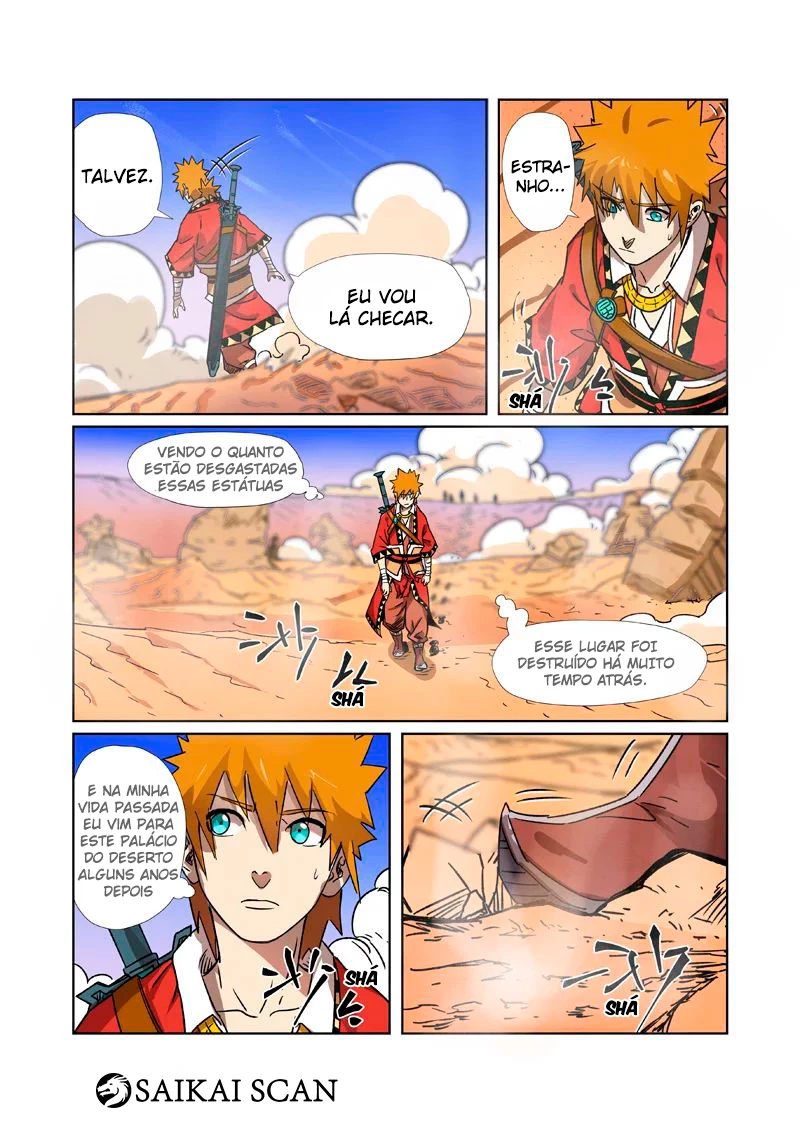 TALVEZ.
EU VOU
LÁ CHECAR.
ESTRA-
NHO...
SHÁ
VENDO O QUANTO
ESTÃO DESGASTADAS
ESSAS ESTÁTUAS
ESSE LUGAR FOI
DESTRUÍDO HÁ MUITO
TEMPO ATRÁS.
SHÁ
E NA MINHA
VIDA PASSADA
EU VIM PARA
ESTE PALÁCIO
DO DESERTO
ALGUNS ANOS
DEPOIS
SHÁ
SHÁ
SAIKAI SCAN